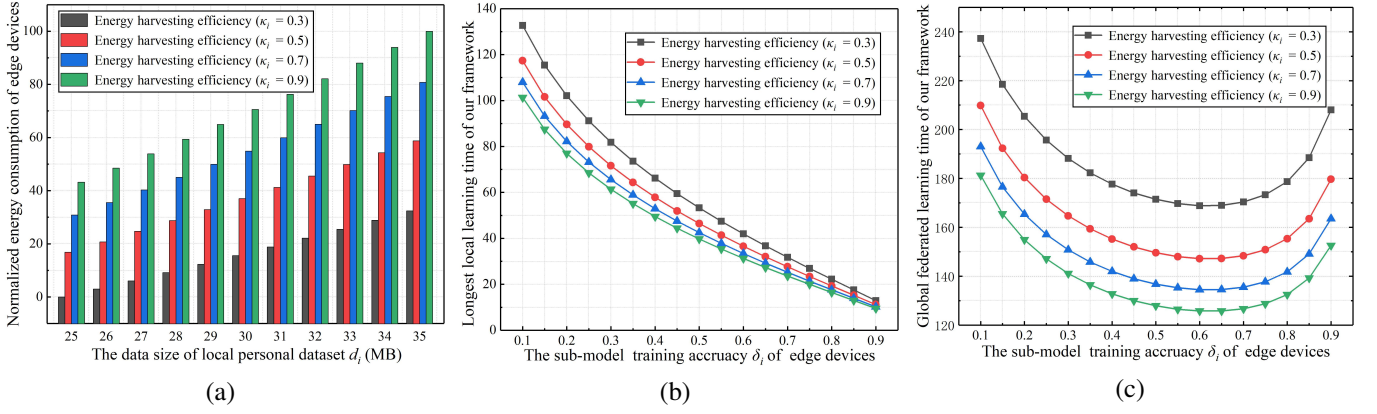 Normalized energy consumption of edge devices
100
80
60
40
20
0
Energy harvesting efficiency (κi = 0.3)
Energy harvesting efficiency (κi = 0.5)
Energy harvesting efficiency (κi = 0.7)
Energy harvesting efficiency (κi = 0.9)
25 26 27 28 29 30 31 32 33 34 35
The data size of local personal dataset di (MB)
(a)
Longest local learning time of our framework
140
120
100
80
60
40
20
0
Energy harvesting efficiency (κi = 0.3)
Energy harvesting efficiency (κi = 0.5)
Energy harvesting efficiency (κi = 0.7)
Energy harvesting efficiency (κi = 0.9)
0.1 0.2 0.3 0.4 0.5 0.6 0.7 0.8 0.9
The sub-model training accruacy δi of edge devices
(b)
Global federated learning time of our framework
260
240
220
200
180
160
140
120
Energy harvesting efficiency (κi = 0.3)
Energy harvesting efficiency (κi = 0.5)
Energy harvesting efficiency (κi = 0.7)
Energy harvesting efficiency (κi = 0.9)
0.1 0.2 0.3 0.4 0.5 0.6 0.7 0.8 0.9
The sub-model training accruacy δi of edge devices
(c)